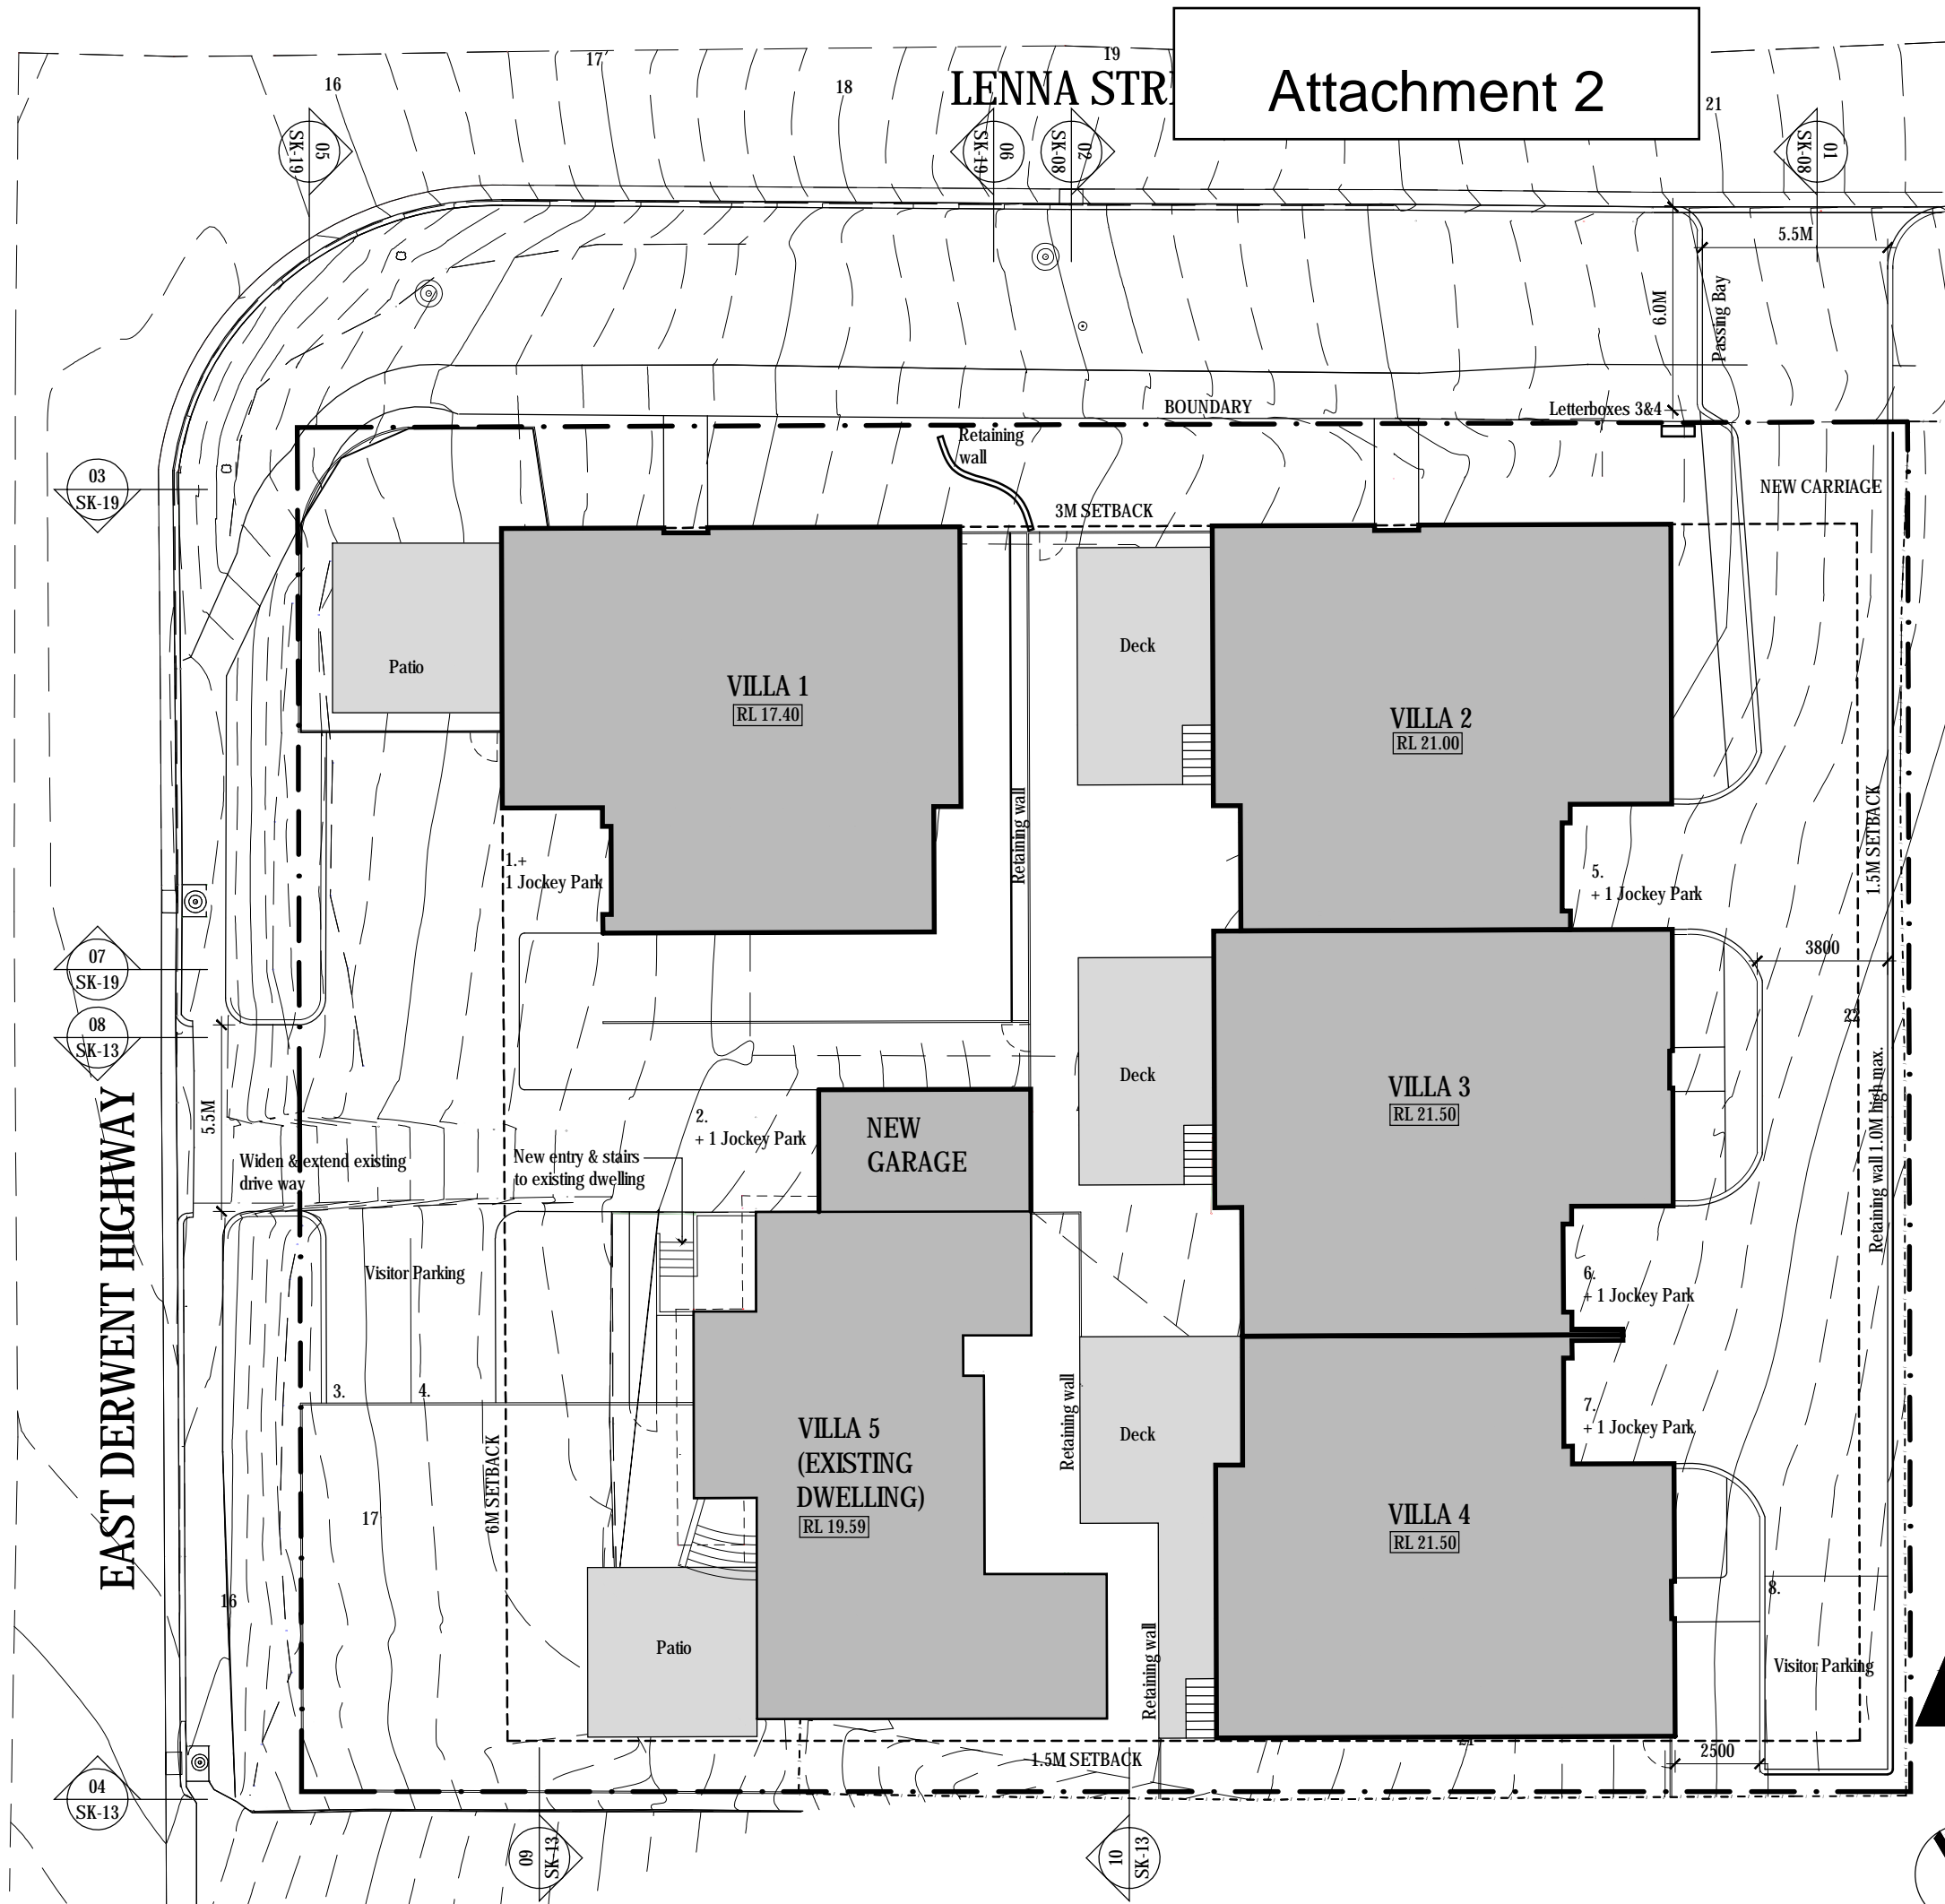 Attachment 2
19
17
16
18
LENNA STR
21
05
SK-19
06
SK-19
02
SK-08
01
SK-08
5.5M
6.0M
Passing Bay
BOUNDARY
Letterboxes 3&4
Retaining
wall
03
SK-19
NEW CARRIAGE
3M SETBACK
Patio
Deck
VILLA 1
RL 17.40
VILLA 2
RL 21.00
Retaining wall
1.5M SETBACK
1.+
1 Jockey Park
5.
+ 1 Jockey Park
07
SK-19
3800
08
SK-13
22
Retaining wall 1.0M high max.
5.5M
Deck
VILLA 3
RL 21.50
2.
+ 1 Jockey Park
NEW
GARAGE
EAST DERWENT HIGHWAY
Widen & extend existing
drive way
New entry & stairs
to existing dwelling
Visitor Parking
6.
+ 1 Jockey Park
3.
4.
Retaining wall
Deck
7.
+ 1 Jockey Park
VILLA 5
(EXISTING
DWELLING)
RL 19.59
6M SETBACK
17
VILLA 4
RL 21.50
16
8.
Patio
Retaining wall
Visitor Parking
21
1.5M SETBACK
2500
04
SK-13
09
SK-13
10
SK-13